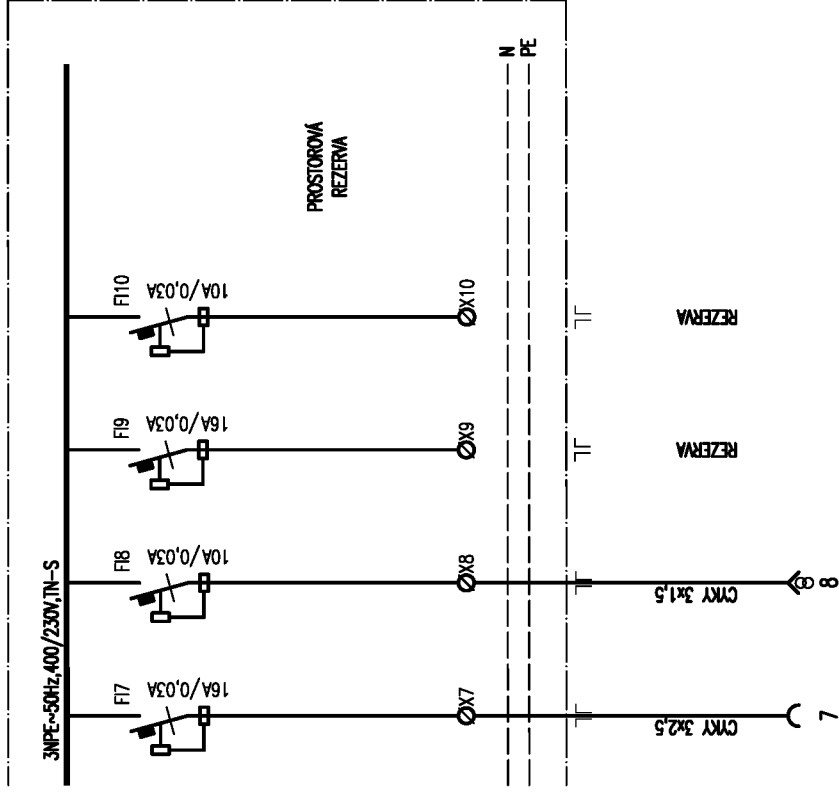 3NPE~50Hz,400/230V,TN-S
N
PE
PROSTOROVÁ
REZERVA
FI10
10A/0,03A
X10
REZERVA
FI9
16A/0,03A
X9
REZERVA
FI8
10A/0,03A
X8
CYKY 3x1,5
8
FI7
16A/0,03A
X7
CYKY 3x2,5
7